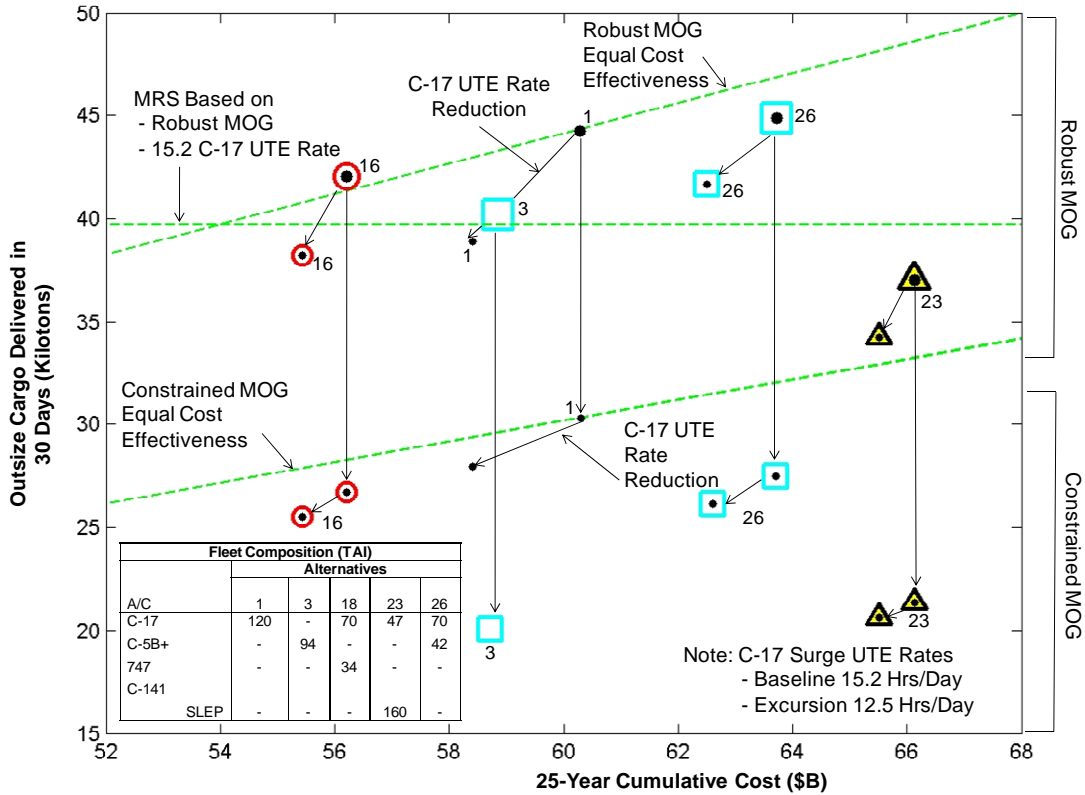 50
45
40
35
30
25
20
15
52
54
56
58
60
62
64
66
68
Outsize Cargo Delivered in
30 Days (Kilotons)
25-Year Cumulative Cost ($B)
Robust MOG
Constrained MOG
MRS Based on
- Robust MOG
- 15.2 C-17 UTE Rate
C-17 UTE Rate
Reduction
Robust MOG
Equal Cost
Effectiveness
16
16
1
3
1
26
26
23
Constrained MOG
Equal Cost
Effectiveness
1
C-17 UTE
Rate
Reduction
16
26
3
23
Fleet Composition (TAI)
Alternatives
A/C 1 3 18 23 26
C-17 120 - 70 47 70
C-5B+ - 94 - - 42
747 - - 34 - -
C-141
SLEP - - - 160 -
Note: C-17 Surge UTE Rates
- Baseline 15.2 Hrs/Day
- Excursion 12.5 Hrs/Day